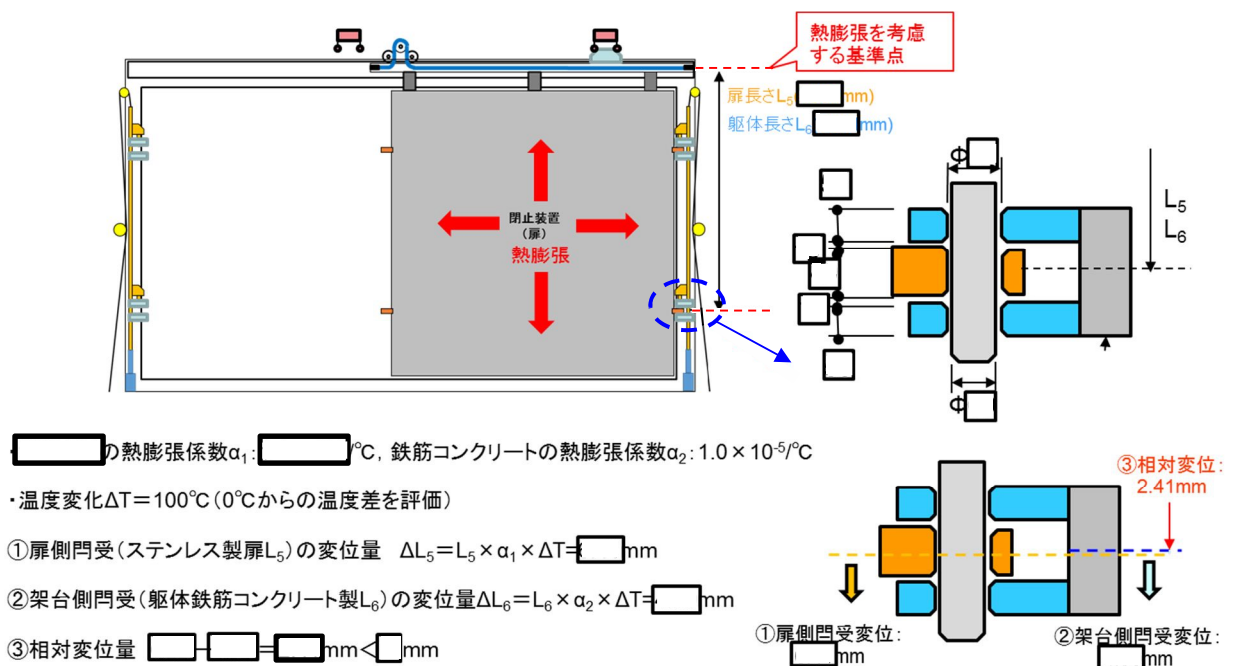 熱膨張を考慮
する基準点
扉長さL₅( mm)
躯体長さL₆ mm)
φ
L₅
L₆
閉止装置
(扉)
熱膨張
φ
の熱膨張係数α₁: /℃, 鉄筋コンクリートの熱膨張係数α₂:1.0×10⁻⁵/℃
・温度変化ΔT=100℃(0℃からの温度差を評価)
①扉側閂受(ステンレス製扉L₅)の変位量 ΔL₅=L₅×α₁×ΔT= mm
②架台側閂受(躯体鉄筋コンクリート製L₆)の変位量ΔL₆=L₆×α₂×ΔT= mm
③相対変位量 - = mm< mm
③相対変位:
2.41mm
①扉側閂受変位:
mm
②架台側閂受変位:
mm